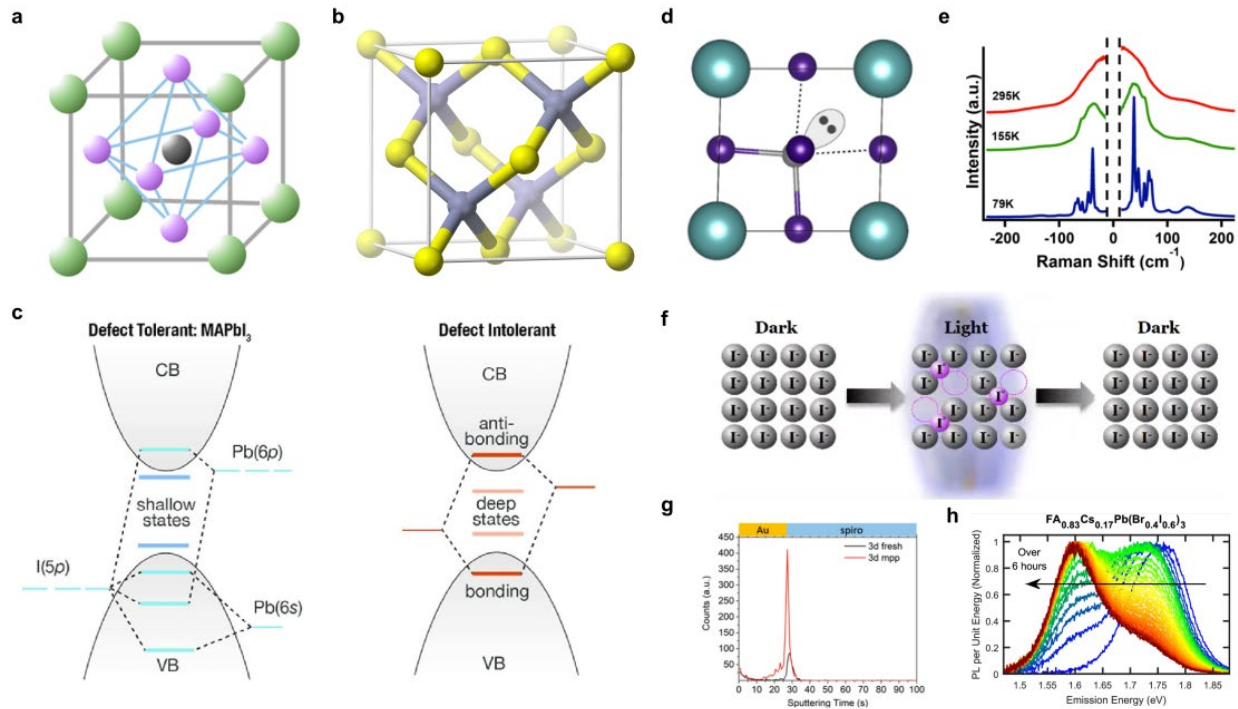 a
b
d
e
Intensity (a.u.)
295K
155K
79K
-200
-100
0
100
200
Raman Shift (cm⁻¹)
c
Defect Tolerant: MAPbI₃
Defect Intolerant
CB
CB
anti-
bonding
Pb(6p)
shallow
states
deep
states
I(5p)
bonding
Pb(6s)
VB
VB
f
Dark
Light
Dark
I⁻ I⁻ I⁻ I⁻
I⁻ I⁻ I⁻ I⁻
I⁻ I⁻ I⁻ I⁻
I⁻ I⁻ I⁻ I⁻
I⁻ I⁻ I⁻ I⁻
I⁻ I⁻
I⁻ I⁻
I⁻ I⁻ I⁻ I⁻
I⁻ I⁻ I⁻ I⁻
I⁻ I⁻ I⁻ I⁻
I⁻ I⁻ I⁻ I⁻
I⁻ I⁻ I⁻ I⁻
g
Au
spiro
Counts (a.u.)
450
400
350
300
250
200
150
100
50
3d fresh
3d mpp
0
10
20
30
40
50
60
70
80
90
100
Sputtering Time (s)
h
FA₀.₈₃Cs₀.₁₇Pb(Br₀.₄I₀.₆)₃
PL per Unit Energy (Normalized)
1
0.8
0.6
0.4
0.2
0
Over
6 hours
1.5
1.55
1.6
1.65
1.7
1.75
1.8
1.85
Emission Energy (eV)